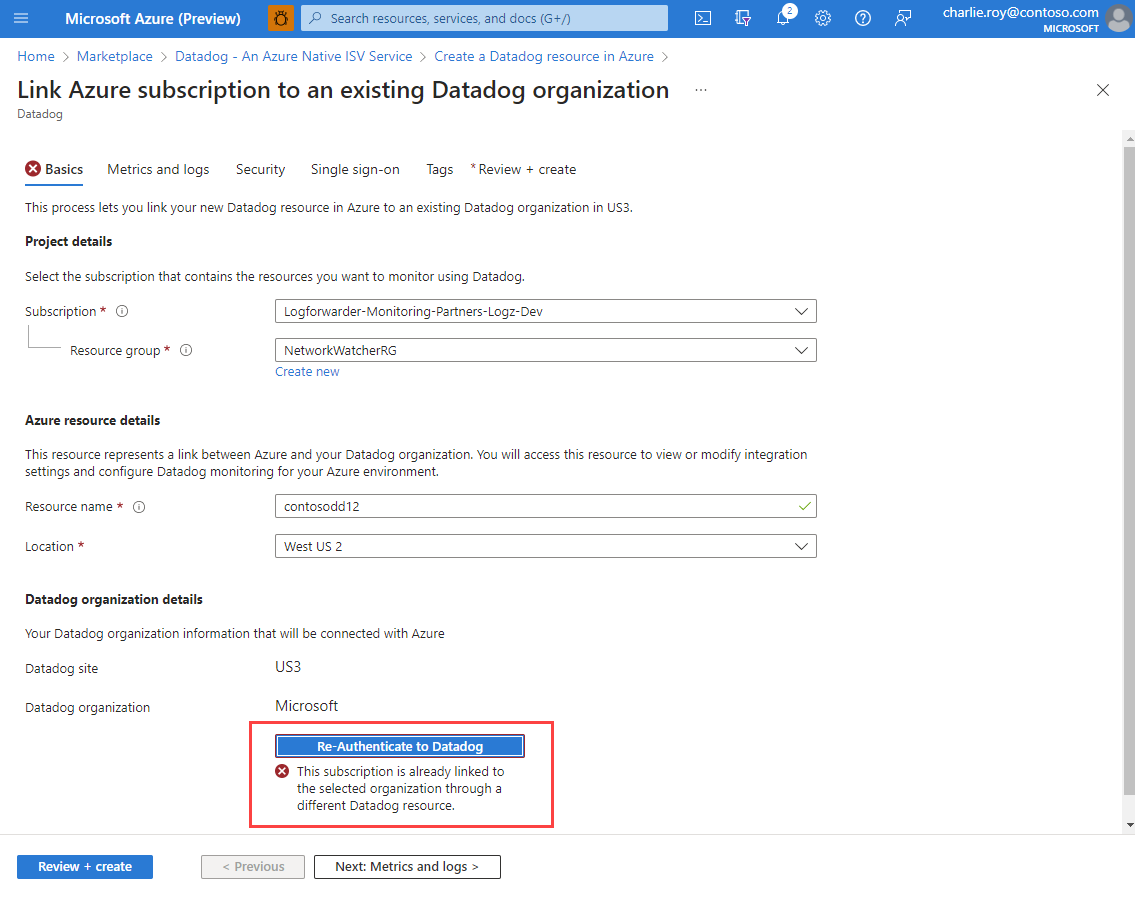 Microsoft Azure (Preview)
Search resources, services, and docs (G+/)
2
charlie.roy@contoso.com
MICROSOFT
Home > Marketplace > Datadog - An Azure Native ISV Service > Create a Datadog resource in Azure >
Link Azure subscription to an existing Datadog organization ...
Datadog
Basics Metrics and logs Security Single sign-on Tags * Review + create
This process lets you link your new Datadog resource in Azure to an existing Datadog organization in US3.
Project details
Select the subscription that contains the resources you want to monitor using Datadog.
Subscription * Logforwarder-Monitoring-Partners-Logz-Dev
Resource group * NetworkWatcherRG
Create new
Azure resource details
This resource represents a link between Azure and your Datadog organization. You will access this resource to view or modify integration
settings and configure Datadog monitoring for your Azure environment.
Resource name * contosodd12
Location * West US 2
Datadog organization details
Your Datadog organization information that will be connected with Azure
Datadog site US3
Datadog organization Microsoft
Re-Authenticate to Datadog
This subscription is already linked to
the selected organization through a
different Datadog resource.
Review + create < Previous Next: Metrics and logs >